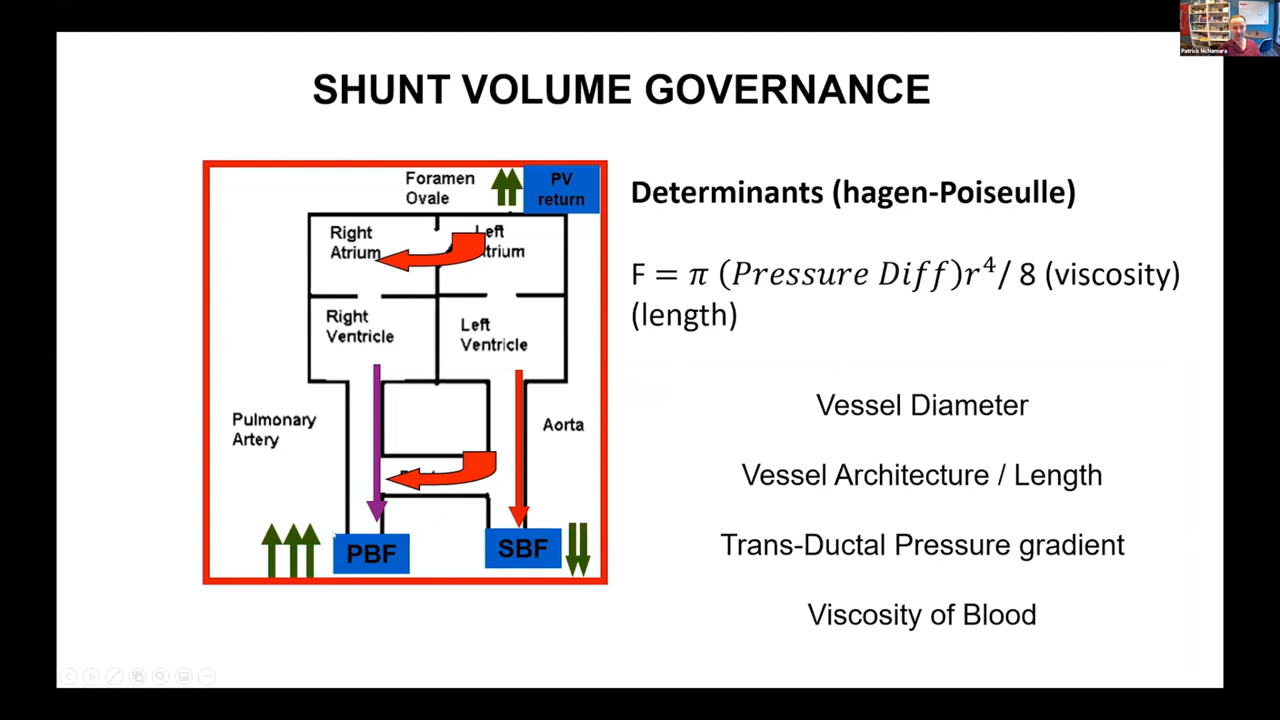 Patrick McNamara
SHUNT VOLUME GOVERNANCE
Foramen
Ovale
PV
return
Right
Atrium
Left
trium
Right
Ventricle
Left
Ventricle
Pulmonary
Artery
Aorta
PBF
SBF
Determinants (hagen-Poiseulle)
F = π (Pressure Diff)r⁴/ 8 (viscosity)
(length)
Vessel Diameter
Vessel Architecture / Length
Trans-Ductal Pressure gradient
Viscosity of Blood